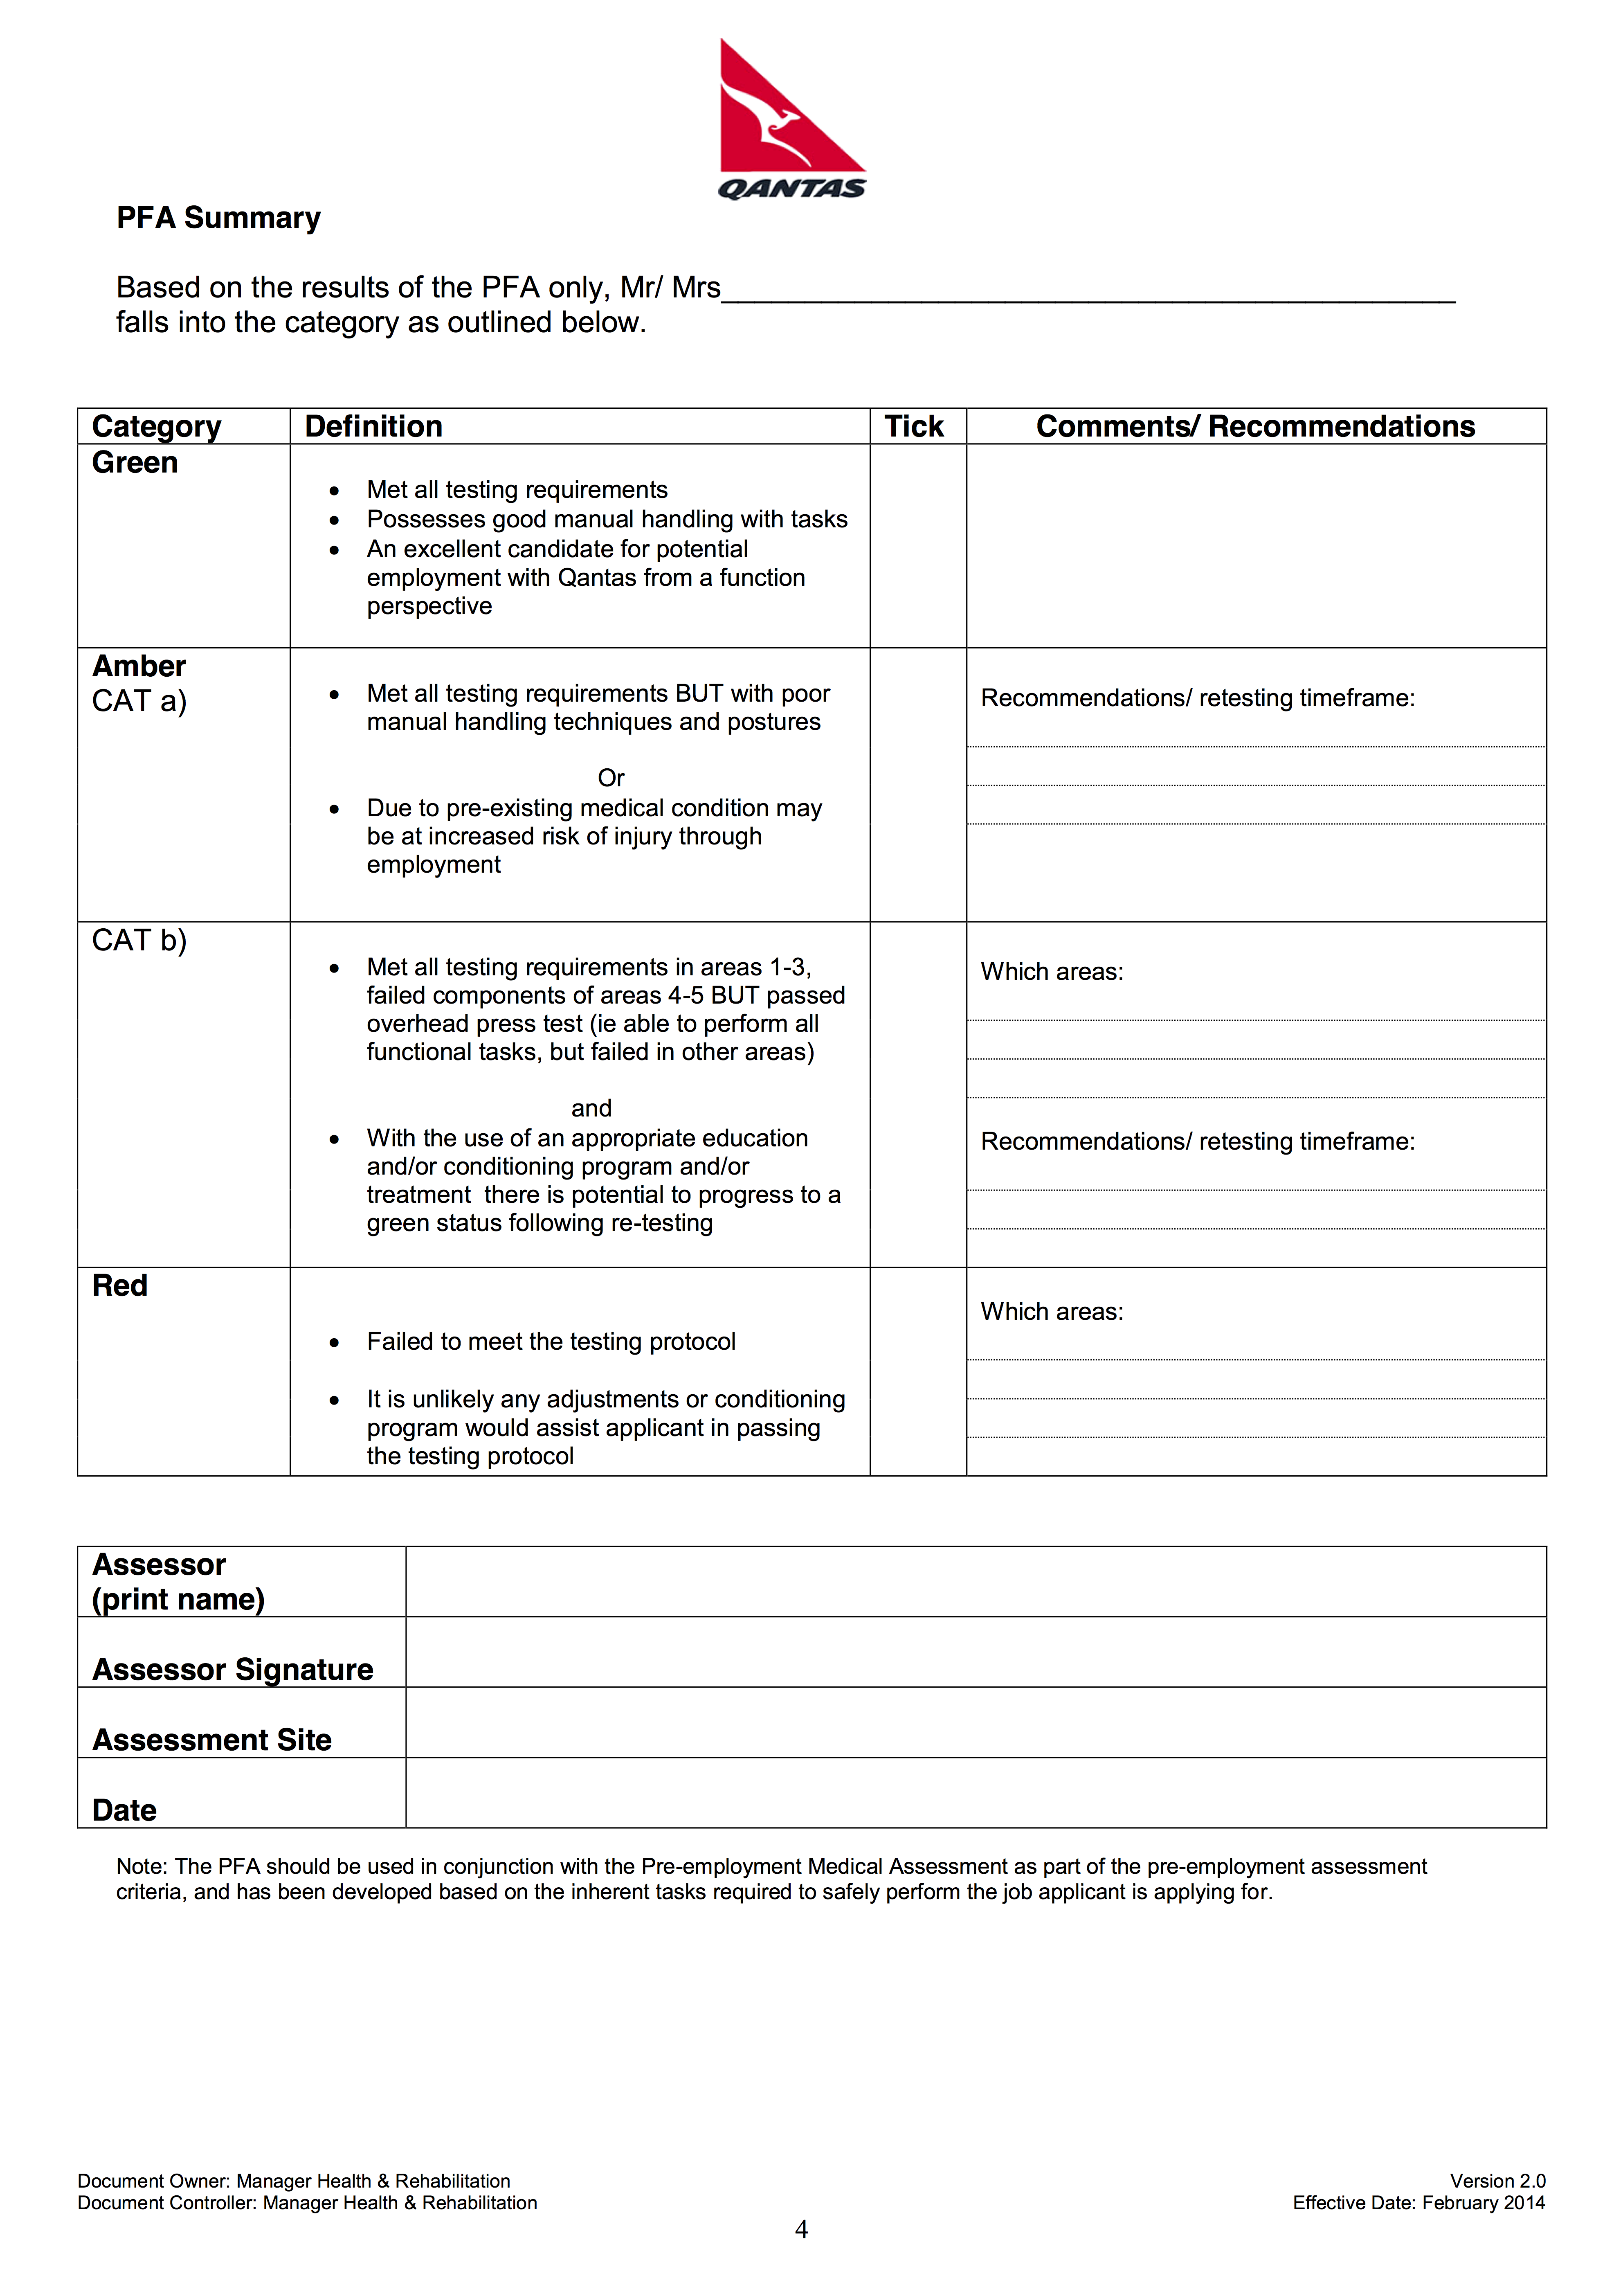 QANTAS
PFA Summary
Based on the results of the PFA only, Mr/ Mrs____________________________________________
falls into the category as outlined below.
Category Definition Tick Comments/ Recommendations
Green
• Met all testing requirements
• Possesses good manual handling with tasks
• An excellent candidate for potential
employment with Qantas from a function
perspective
Amber
CAT a)
• Met all testing requirements BUT with poor
manual handling techniques and postures
Or
• Due to pre-existing medical condition may
be at increased risk of injury through
employment
Recommendations/ retesting timeframe:
CAT b)
• Met all testing requirements in areas 1-3,
failed components of areas 4-5 BUT passed
overhead press test (ie able to perform all
functional tasks, but failed in other areas)
and
• With the use of an appropriate education
and/or conditioning program and/or
treatment there is potential to progress to a
green status following re-testing
Which areas:
Recommendations/ retesting timeframe:
Red
• Failed to meet the testing protocol
• It is unlikely any adjustments or conditioning
program would assist applicant in passing
the testing protocol
Which areas:
Assessor
(print name)
Assessor Signature
Assessment Site
Date
Note: The PFA should be used in conjunction with the Pre-employment Medical Assessment as part of the pre-employment assessment
criteria, and has been developed based on the inherent tasks required to safely perform the job applicant is applying for.
Document Owner: Manager Health & Rehabilitation Version 2.0
Document Controller: Manager Health & Rehabilitation Effective Date: February 2014
4